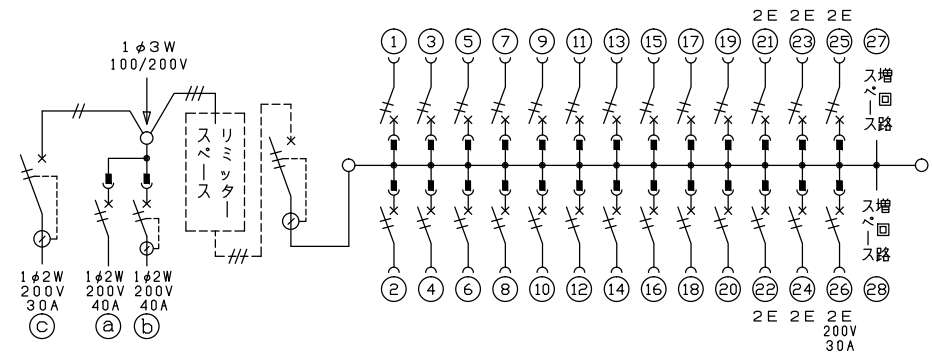 2E 2E 2E
1 3 5 7 9 11 13 15 17 19 21 23 25 27
1φ3W
100/200V
リミッター
スペース
増回路
スペース
増回路
スペース
1φ2W
200V
30A
c
1φ2W
200V
40A
a
1φ2W
200V
40A
b
2 4 6 8 10 12 14 16 18 20 22 24 26 28
2E 2E 2E
200V
30A